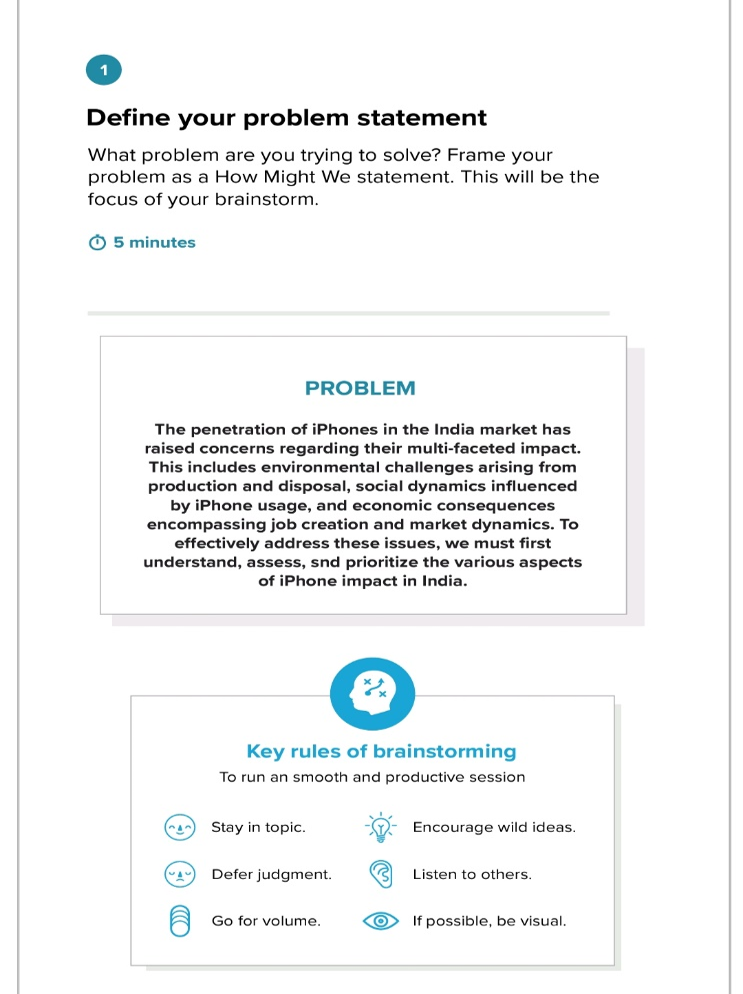 1
Define your problem statement
What problem are you trying to solve? Frame your
problem as a How Might We statement. This will be the
focus of your brainstorm.
5 minutes
PROBLEM
The penetration of iPhones in the India market has
raised concerns regarding their multi-faceted impact.
This includes environmental challenges arising from
production and disposal, social dynamics influenced
by iPhone usage, and economic consequences
encompassing job creation and market dynamics. To
effectively address these issues, we must first
understand, assess, snd prioritize the various aspects
of iPhone impact in India.
Key rules of brainstorming
To run an smooth and productive session
Stay in topic.
Encourage wild ideas.
Defer judgment.
Listen to others.
Go for volume.
If possible, be visual.